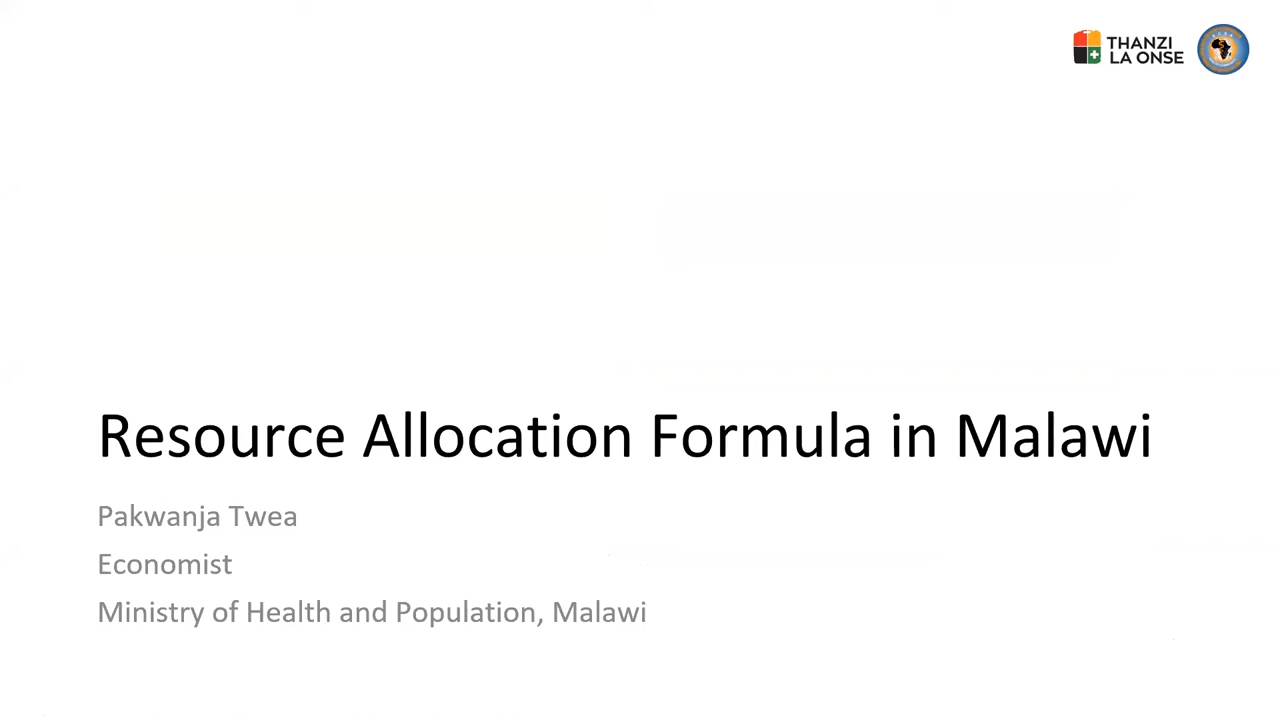 THANZI
LA ONSE
Resource Allocation Formula in Malawi
Pakwanja Twea
Economist
Ministry of Health and Population, Malawi